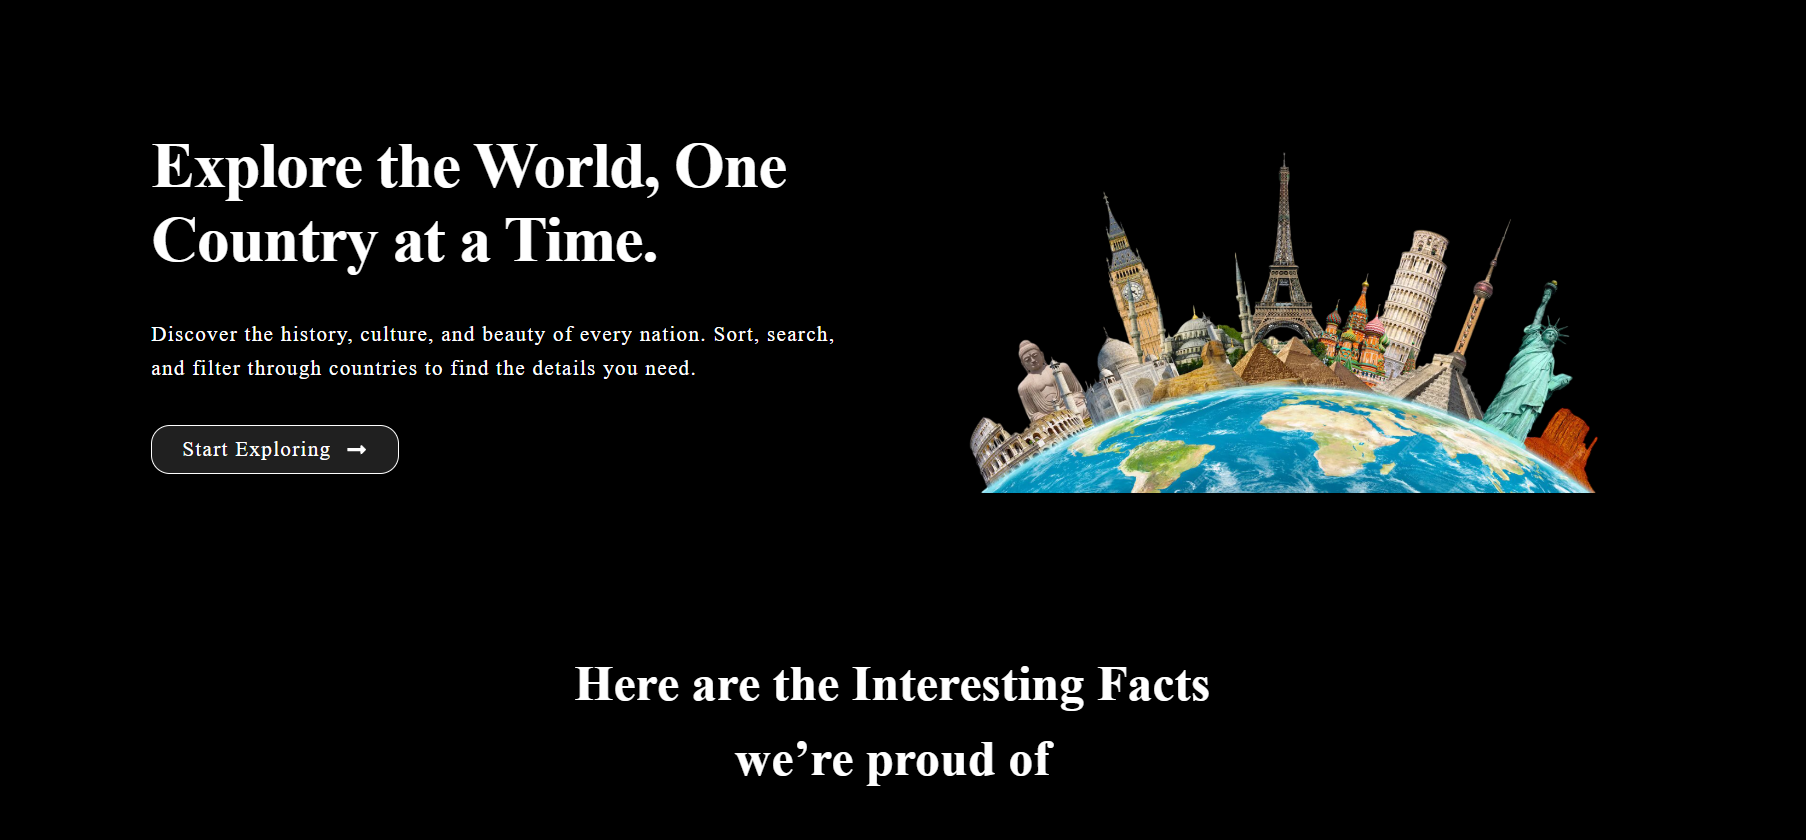 Explore the World, One
Country at a Time.
Discover the history, culture, and beauty of every nation. Sort, search,
and filter through countries to find the details you need.
Start Exploring
Here are the Interesting Facts
we’re proud of